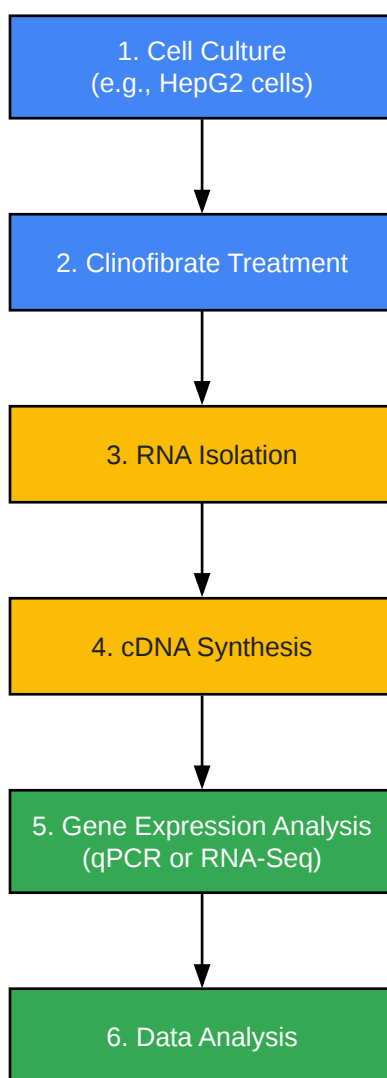 1. Cell Culture
(e.g., HepG2 cells)
2. Clinofibrate Treatment
3. RNA Isolation
4. cDNA Synthesis
5. Gene Expression Analysis
(qPCR or RNA-Seq)
6. Data Analysis